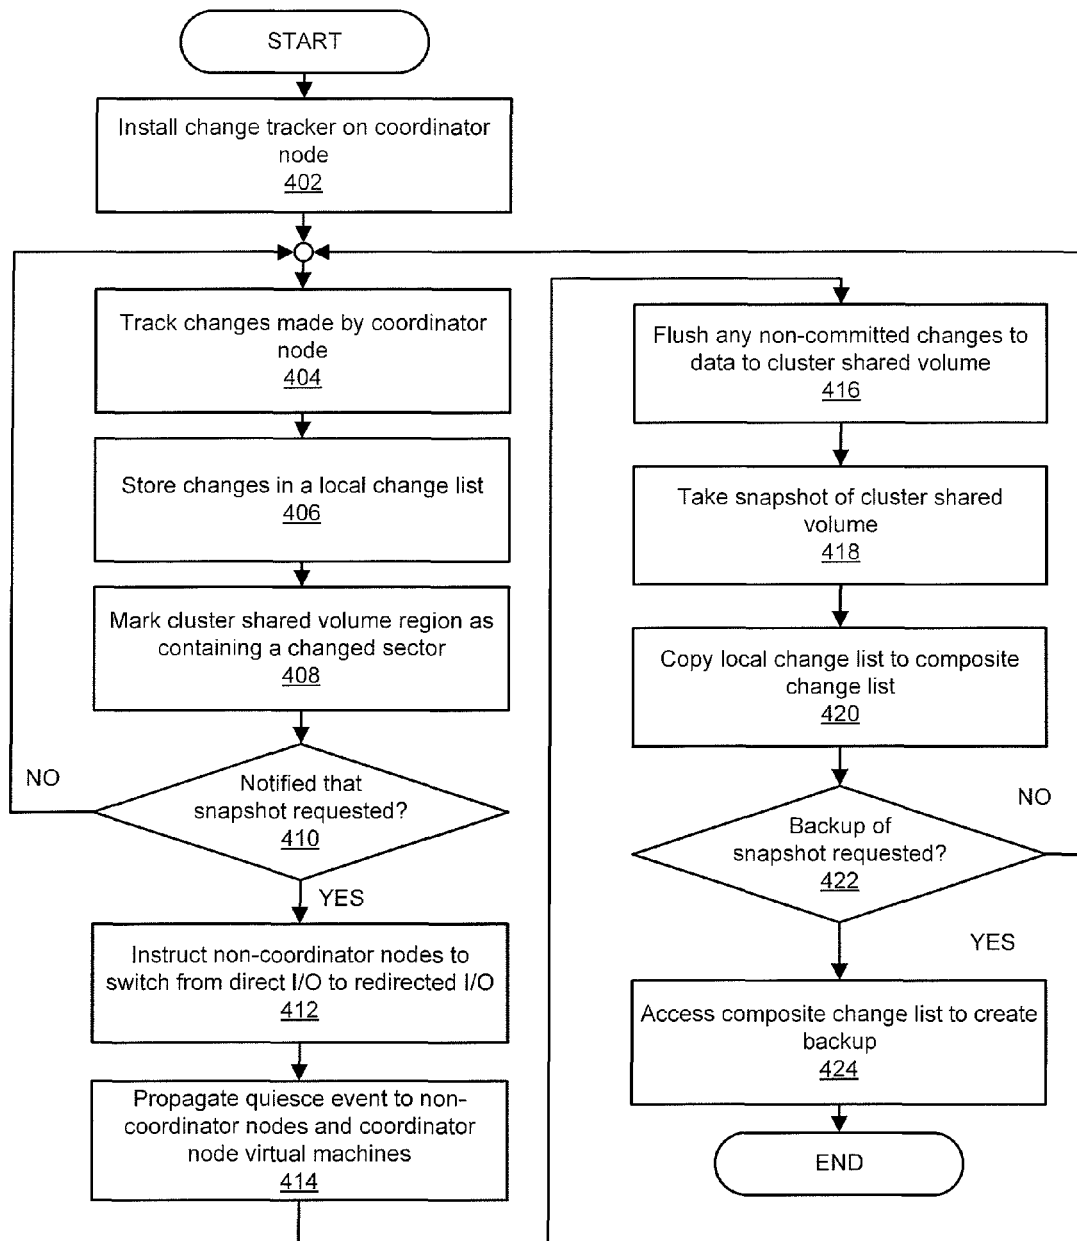 START
Install change tracker on coordinator
node
402
Track changes made by coordinator
node
404
Store changes in a local change list
406
Mark cluster shared volume region as
containing a changed sector
408
NO
Notified that
snapshot requested?
410
YES
Instruct non-coordinator nodes to
switch from direct I/O to redirected I/O
412
Propagate quiesce event to non-
coordinator nodes and coordinator
node virtual machines
414
Flush any non-committed changes to
data to cluster shared volume
416
Take snapshot of cluster shared
volume
418
Copy local change list to composite
change list
420
NO
Backup of
snapshot requested?
422
YES
Access composite change list to create
backup
424
END